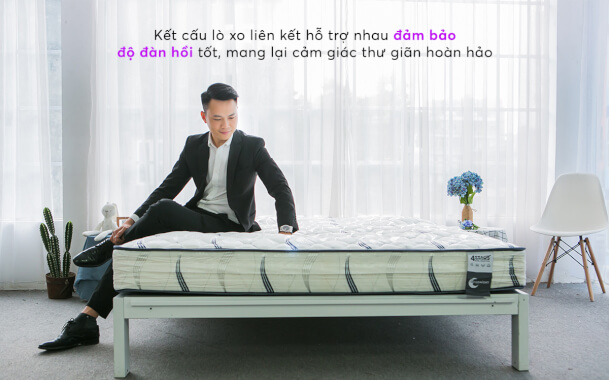 Kết cấu lò xo liên kết hỗ trợ nhau đảm bảo
độ đàn hồi tốt, mang lại cảm giác thư giãn hoàn hảo